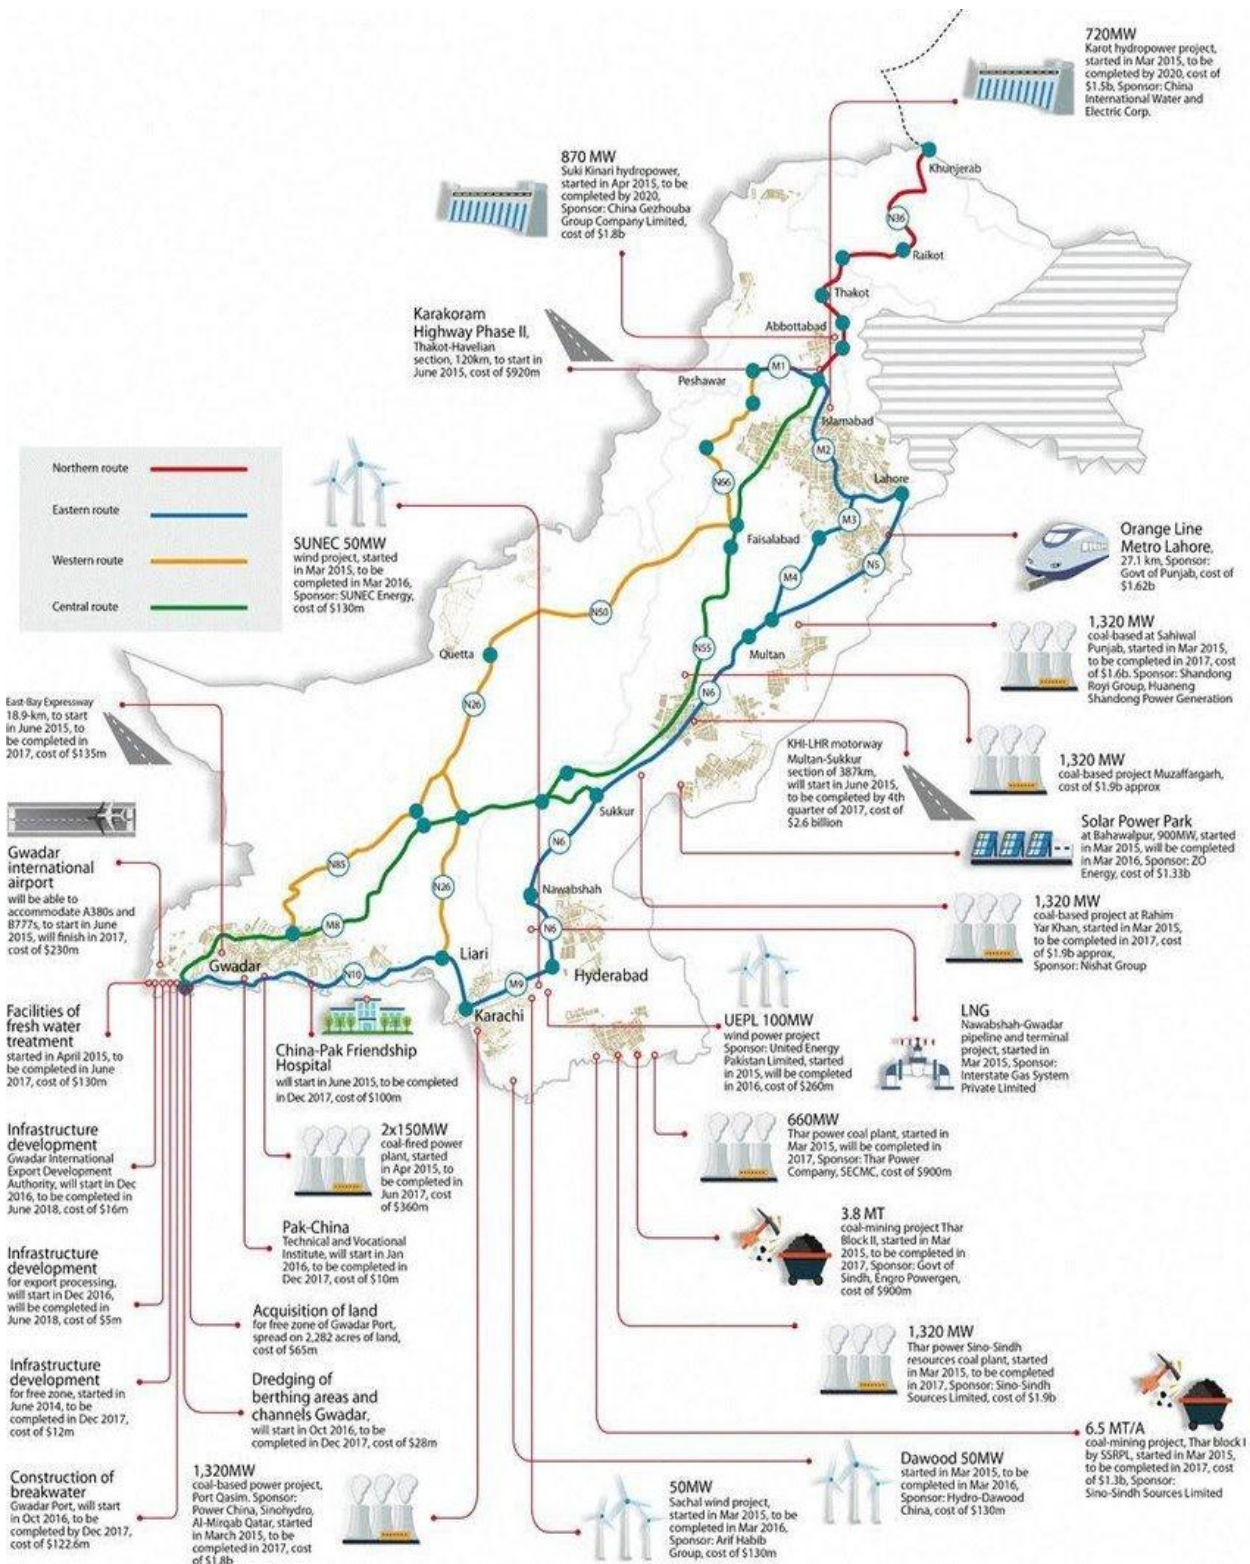 720MW
Karot hydropower project,
started in Mar 2015, to be
completed by 2020, cost of
$1.5b, Sponsor: China
International Water and
Electric Corp.
870 MW
Suki Kinari hydropower,
started in Apr 2015, to be
completed by 2020,
Sponsor: China Gezhouba
Group Company Limited,
cost of $1.8b
Khunjerab
N36
Raikot
Thakot
Abbottabad
Karakoram
Highway Phase II,
Thakot-Havelian
section, 120km, to start in
June 2015, cost of $920m
M1
Peshawar
Islamabad
M2
Northern route
Eastern route
Western route
Central route
N66
Lahore
M3
Faisalabad
N5
M4
SUNEC 50MW
wind project, started
in Mar 2015, to be
completed in Mar 2016,
Sponsor: SUNEC Energy,
cost of $130m
Orange Line
Metro Lahore,
27.1 km, Sponsor:
Govt of Punjab, cost of
$1.62b
N50
Quetta
N55
Multan
N6
N26
1,320 MW
coal-based at Sahiwal
Punjab, started in Mar 2015,
to be completed in 2017, cost
of $1.6b. Sponsor: Shandong
Royi Group, Huaneng
Shandong Power Generation
East-Bay Expressway
18.9-km, to start
in June 2015, to
be completed in
2017, cost of $135m
KHI-LHR motorway
Multan-Sukkur
section of 387km,
will start in June 2015,
to be completed by 4th
quarter of 2017, cost of
$2.6 billion
1,320 MW
coal-based project Muzaffargarh,
cost of $1.9b approx
Solar Power Park
at Bahawalpur, 900MW, started
in Mar 2015, will be completed
in Mar 2016, Sponsor: ZO
Energy, cost of $1.33b
Sukkur
N6
N85
N26
Nawabshah
M8
N6
Gwadar
N10
Liari
Hyderabad
M9
Karachi
Gwadar
international
airport
will be able to
accommodate A380s and
B777s, to start in June
2015, will finish in 2017,
cost of $230m
1,320 MW
coal-based project at Rahim
Yar Khan, started in Mar 2015,
to be completed in 2017, cost
of $1.9b approx,
Sponsor: Nishat Group
Facilities of
fresh water
treatment
started in April 2015, to
be completed in June
2017, cost of $130m
China-Pak Friendship
Hospital
will start in June 2015, to be completed
in Dec 2017, cost of $100m
UEPL 100MW
wind power project
Sponsor: United Energy
Pakistan Limited, started
in 2015, will be completed
in 2016, cost of $260m
LNG
Nawabshah-Gwadar
pipeline and terminal
project, started in
Mar 2015, Sponsor:
Interstate Gas System
Private Limited
Infrastructure
development
Gwadar International
Export Development
Authority, will start in Dec
2016, to be completed in
June 2018, cost of $16m
2x150MW
coal-fired power
plant, started
in Apr 2015, to
be completed in
Jun 2017, cost
of $360m
660MW
Thar power coal plant, started in
Mar 2015, will be completed in
2017, Sponsor: Thar Power
Company, SECMC, cost of $900m
Pak-China
Technical and Vocational
Institute, will start in Jan
2016, to be completed in
Dec 2017, cost of $10m
3.8 MT
coal-mining project Thar
Block II, started in Mar
2015, to be completed in
2017, Sponsor: Govt of
Sindh, Engro Powergen,
cost of $900m
Infrastructure
development
for export processing,
will start in Dec 2016,
will be completed in
June 2018, cost of $5m
Acquisition of land
for free zone of Gwadar Port,
spread on 2,282 acres of land,
cost of $65m
1,320 MW
Thar power Sino-Sindh
resources coal plant, started
in Mar 2015, to be completed
in 2017, Sponsor: Sino-Sindh
Sources Limited, cost of $1.9b
Infrastructure
development
for free zone, started in
June 2014, to be
completed in Dec 2017,
cost of $12m
Dredging of
berthing areas and
channels Gwadar,
will start in Oct 2016, to be
completed in Dec 2017, cost of $28m
6.5 MT/A
coal-mining project, Thar block I
by SSRPL, started in Mar 2015,
to be completed in 2017, cost
of $1.3b, Sponsor:
Sino-Sindh Sources Limited
Construction of
breakwater
Gwadar Port, will start
in Oct 2016, to be
completed by Dec 2017,
cost of $122.6m
1,320MW
coal-based power project,
Port Qasim. Sponsor:
Power China, Sinohydro,
Al-Mirqab Qatar, started
in March 2015, to be
completed in 2017, cost
of $1.8b
50MW
Sachal wind project,
started in Mar 2015, to be
completed in Mar 2016,
Sponsor: Arif Habib
Group, cost of $130m
Dawood 50MW
started in Mar 2015, to be
completed in Mar 2016,
Sponsor: Hydro-Dawood
China, cost of $130m